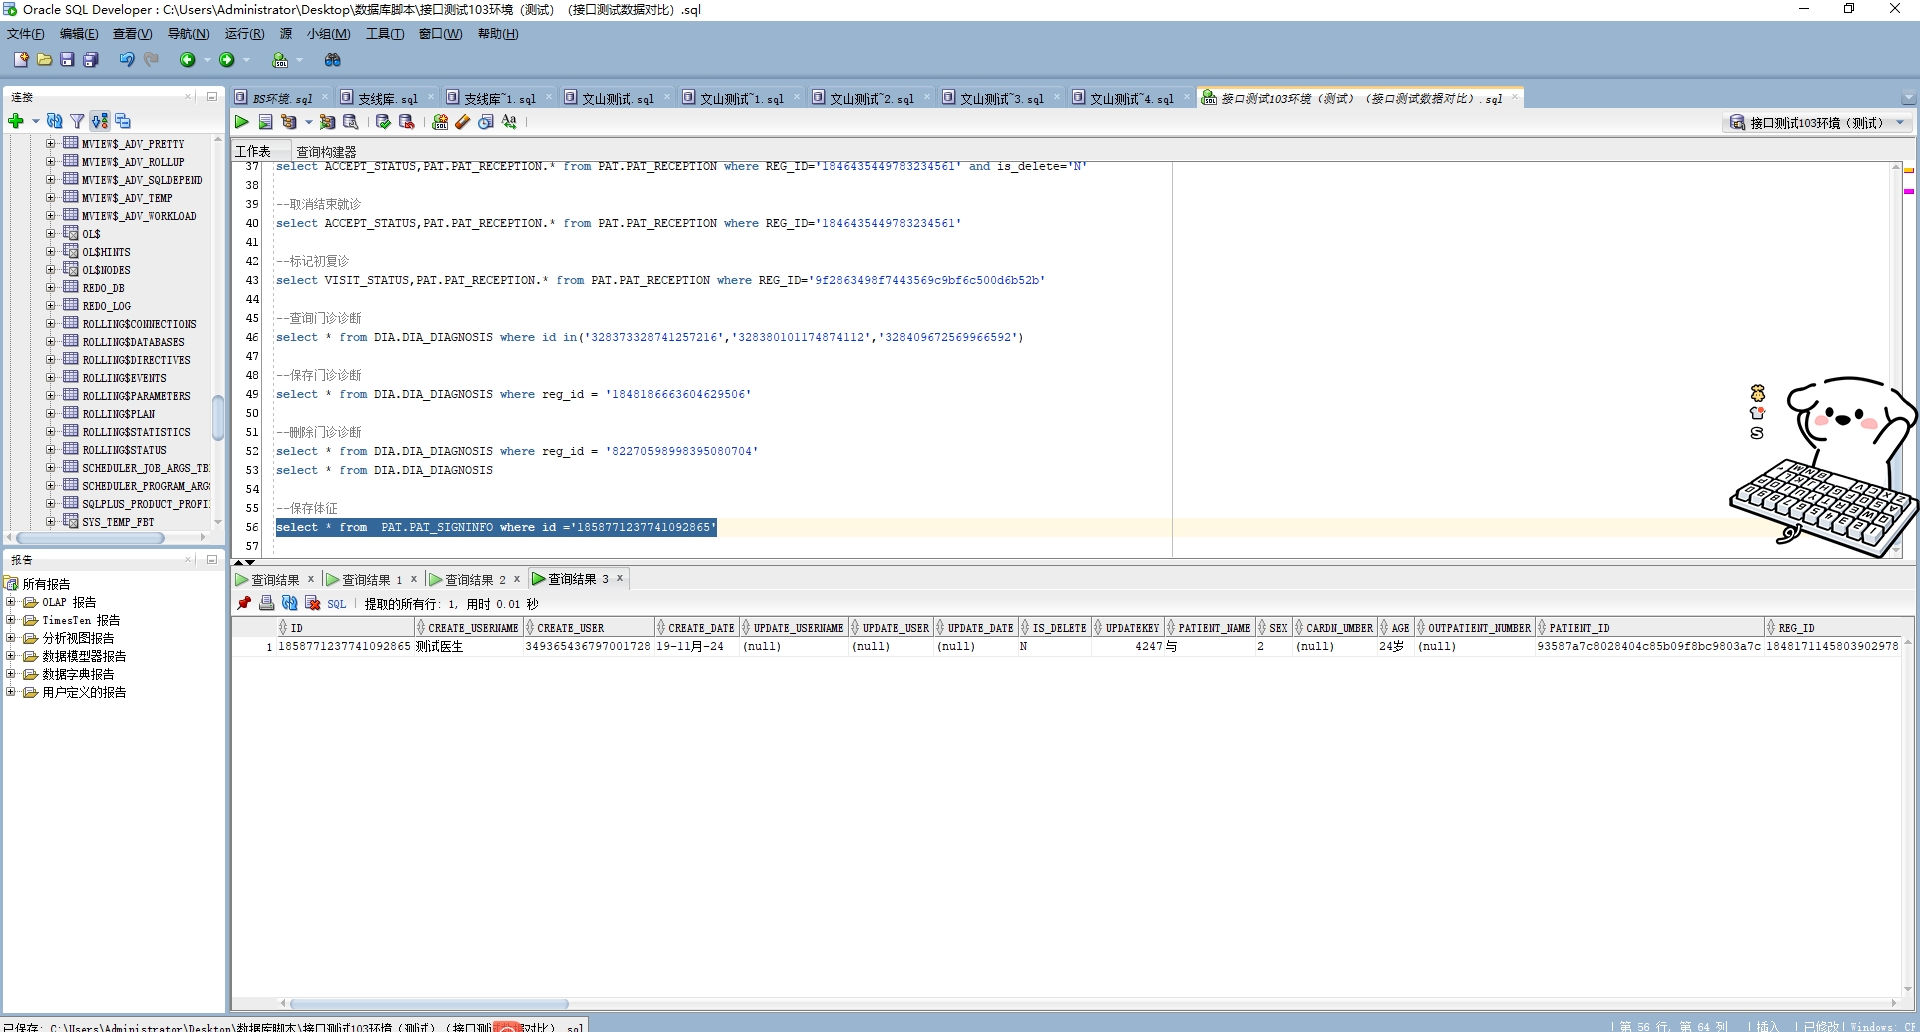 Oracle SQL Developer : C:\Users\Administrator\Desktop\数据库脚本\接口测试103环境（测试）（接口测试数据对比）.sql
文件(F) 编辑(E) 查看(V) 导航(N) 运行(R) 源 小组(M) 工具(T) 窗口(W) 帮助(H)
连接
BS环境.sql 支线库.sql 支线库~1.sql 文山测试.sql 文山测试~1.sql 文山测试~2.sql 文山测试~3.sql 文山测试~4.sql 接口测试103环境（测试）（接口测试数据对比）.sql
接口测试103环境（测试）
MVIEW$_ADV_PRETTY
MVIEW$_ADV_ROLLUP
MVIEW$_ADV_SQLDEPEND
MVIEW$_ADV_TEMP
MVIEW$_ADV_WORKLOAD
OL$
OL$HINTS
OL$NODES
REDO_DB
REDO_LOG
ROLLING$CONNECTIONS
ROLLING$DATABASES
ROLLING$DIRECTIVES
ROLLING$EVENTS
ROLLING$PARAMETERS
ROLLING$PLAN
ROLLING$STATISTICS
ROLLING$STATUS
SCHEDULER_JOB_ARGS_TB
SCHEDULER_PROGRAM_ARG
SQLPLUS_PRODUCT_PROFI
SYS_TEMP_FBT
报告
所有报告
OLAP 报告
TimesTen 报告
分析视图报告
数据模型器报告
数据字典报告
用户定义的报告
工作表 查询构建器
37 select ACCEPT_STATUS,PAT.PAT_RECEPTION.* from PAT.PAT_RECEPTION where REG_ID='1846435449783234561' and is_delete='N'
38
39 --取消结束就诊
40 select ACCEPT_STATUS,PAT.PAT_RECEPTION.* from PAT.PAT_RECEPTION where REG_ID='1846435449783234561'
41
42 --标记初复诊
43 select VISIT_STATUS,PAT.PAT_RECEPTION.* from PAT.PAT_RECEPTION where REG_ID='9f2863498f7443569c9bf6c500d6b52b'
44
45 --查询门诊诊断
46 select * from DIA.DIA_DIAGNOSIS where id in('328373328741257216','328380101174874112','328409672569966592')
47
48 --保存门诊诊断
49 select * from DIA.DIA_DIAGNOSIS where reg_id = '1848186663604629506'
50
51 --删除门诊诊断
52 select * from DIA.DIA_DIAGNOSIS where reg_id = '82270598998395080704'
53 select * from DIA.DIA_DIAGNOSIS
54
55 --保存体征
56 select * from PAT.PAT_SIGNINFO where id ='1858771237741092865'
57
查询结果 x 查询结果 1 x 查询结果 2 x 查询结果 3 x
SQL | 提取的所有行: 1, 用时 0.01 秒
ID CREATE_USERNAME CREATE_USER CREATE_DATE UPDATE_USERNAME UPDATE_USER UPDATE_DATE IS_DELETE UPDATEKEY PATIENT_NAME SEX CARDN_UMBER AGE OUTPATIENT_NUMBER PATIENT_ID REG_ID
1 1858771237741092865 测试医生 349365436797001728 19-11月-24 (null) (null) (null) N 4247 与 2 (null) 24岁 (null) 93587a7c8028404c85b09f8bc9803a7c 1848171145803902978
已保存: C:\Users\Administrator\Desktop\数据库脚本\接口测试103环境（测试）（接口测 对比）.sql
| 第 56 行, 第 64 列 | 插入 | 已修改| Windows: CR